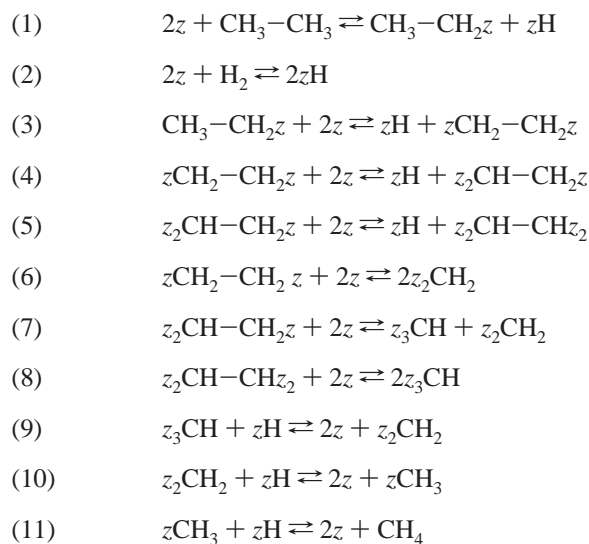 (1) 2z + CH₃−CH₃ ⇄ CH₃−CH₂z + zH
(2) 2z + H₂ ⇄ 2zH
(3) CH₃−CH₂z + 2z ⇄ zH + zCH₂−CH₂z
(4) zCH₂−CH₂z + 2z ⇄ zH + z₂CH−CH₂z
(5) z₂CH−CH₂z + 2z ⇄ zH + z₂CH−CHz₂
(6) zCH₂−CH₂ z + 2z ⇄ 2z₂CH₂
(7) z₂CH−CH₂z + 2z ⇄ z₃CH + z₂CH₂
(8) z₂CH−CHz₂ + 2z ⇄ 2z₃CH
(9) z₃CH + zH ⇄ 2z + z₂CH₂
(10) z₂CH₂ + zH ⇄ 2z + zCH₃
(11) zCH₃ + zH ⇄ 2z + CH₄